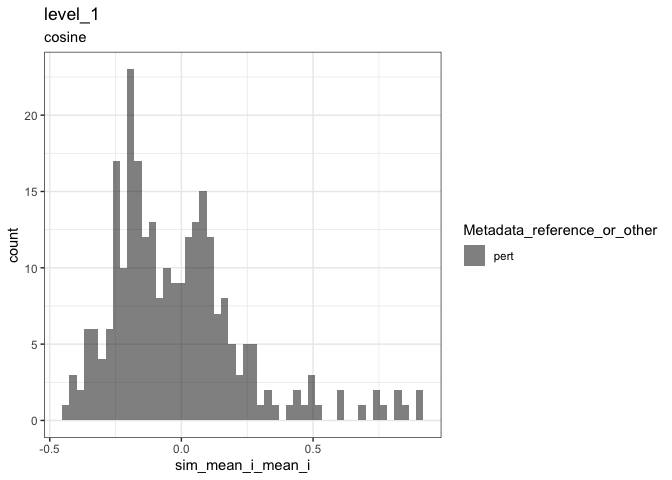 level_1
cosine
20
15
10
5
0
count
-0.5
0.0
0.5
sim_mean_i_mean_i
Metadata_reference_or_other
pert